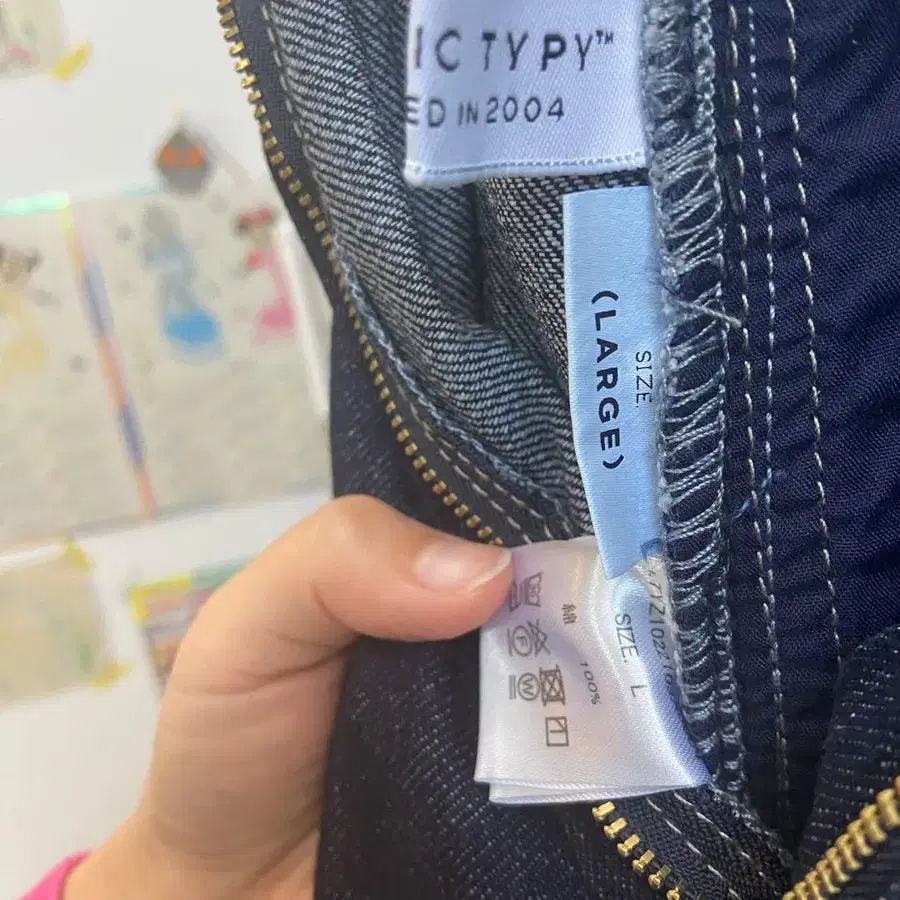 IC TYPY™
ED IN 2004
SIZE.
(LARGE)
SIZE. L
綿 100%